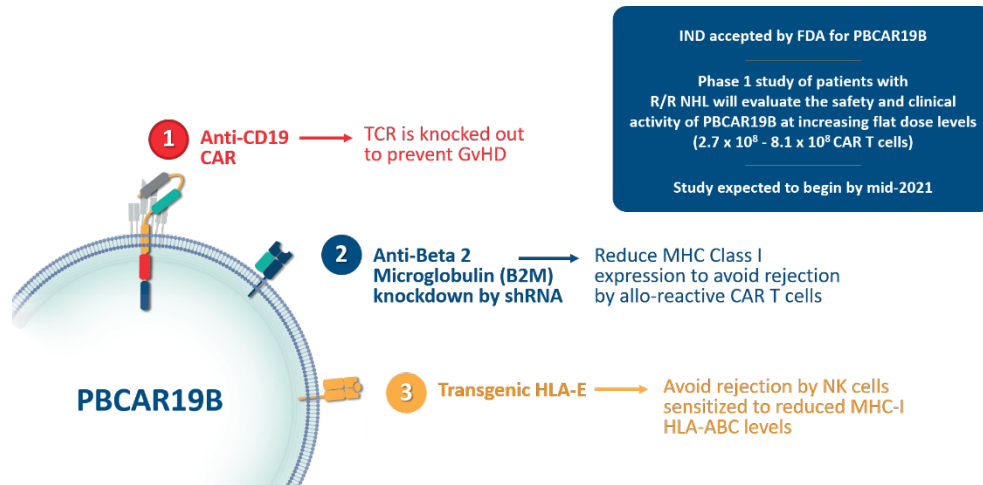 IND accepted by FDA for PBCAR19B
Phase 1 study of patients with
R/R NHL will evaluate the safety and clinical
activity of PBCAR19B at increasing flat dose levels
(2.7 x 10⁸ - 8.1 x 10⁸ CAR T cells)
Study expected to begin by mid-2021
1
Anti-CD19
CAR
TCR is knocked out
to prevent GvHD
2
Anti-Beta 2
Microglobulin (B2M)
knockdown by shRNA
Reduce MHC Class I
expression to avoid rejection
by allo-reactive CAR T cells
3
Transgenic HLA-E
Avoid rejection by NK cells
sensitized to reduced MHC-I
HLA-ABC levels
PBCAR19B